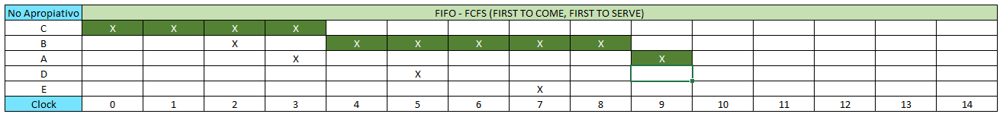 No Apropiativo FIFO - FCFS (FIRST TO COME, FIRST TO SERVE)
C X X X X
B X X X X X X
A X X
D X
E X
Clock 0 1 2 3 4 5 6 7 8 9 10 11 12 13 14